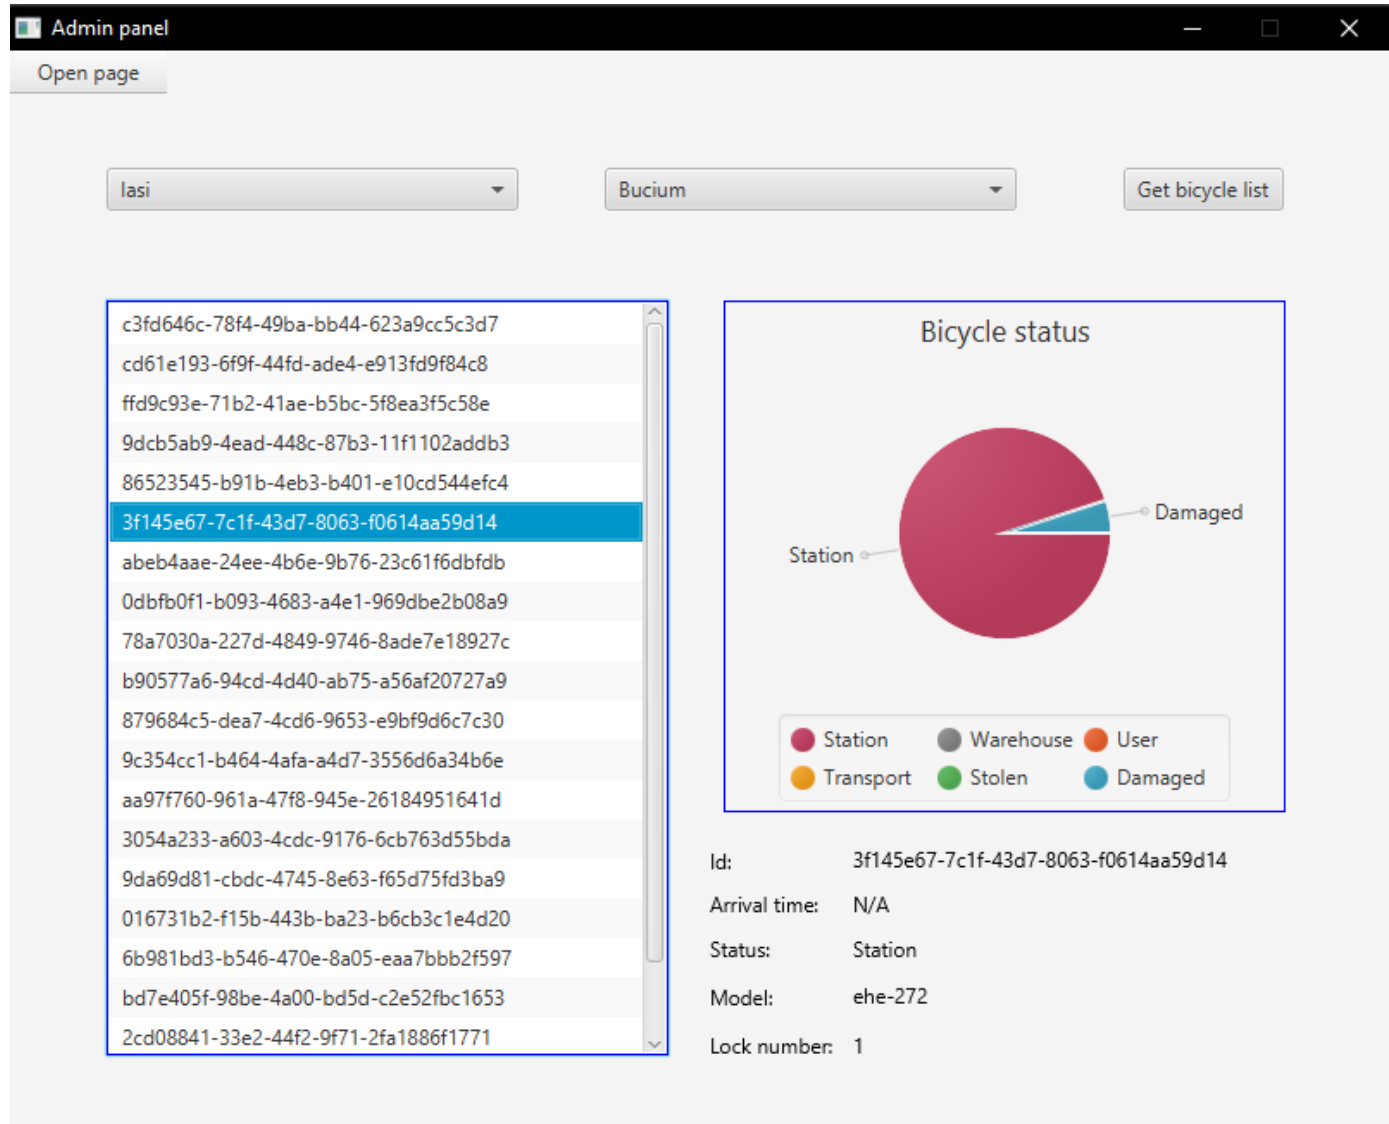 Admin panel
Open page
Iasi
Bucium
Get bicycle list
c3fd646c-78f4-49ba-bb44-623a9cc5c3d7
cd61e193-6f9f-44fd-ade4-e913fd9f84c8
ffd9c93e-71b2-41ae-b5bc-5f8ea3f5c58e
9dcb5ab9-4ead-448c-87b3-11f1102addb3
86523545-b91b-4eb3-b401-e10cd544efc4
3f145e67-7c1f-43d7-8063-f0614aa59d14
abeb4aae-24ee-4b6e-9b76-23c61f6dbfdb
0dbfb0f1-b093-4683-a4e1-969dbe2b08a9
78a7030a-227d-4849-9746-8ade7e18927c
b90577a6-94cd-4d40-ab75-a56af20727a9
879684c5-dea7-4cd6-9653-e9bf9d6c7c30
9c354cc1-b464-4afa-a4d7-3556d6a34b6e
aa97f760-961a-47f8-945e-26184951641d
3054a233-a603-4cdc-9176-6cb763d55bda
9da69d81-cbdc-4745-8e63-f65d75fd3ba9
016731b2-f15b-443b-ba23-b6cb3c1e4d20
6b981bd3-b546-470e-8a05-eaa7bbb2f597
bd7e405f-98be-4a00-bd5d-c2e52fbc1653
2cd08841-33e2-44f2-9f71-2fa1886f1771
Bicycle status
Damaged
Station
Station Warehouse User
Transport Stolen Damaged
Id: 3f145e67-7c1f-43d7-8063-f0614aa59d14
Arrival time: N/A
Status: Station
Model: ehe-272
Lock number: 1